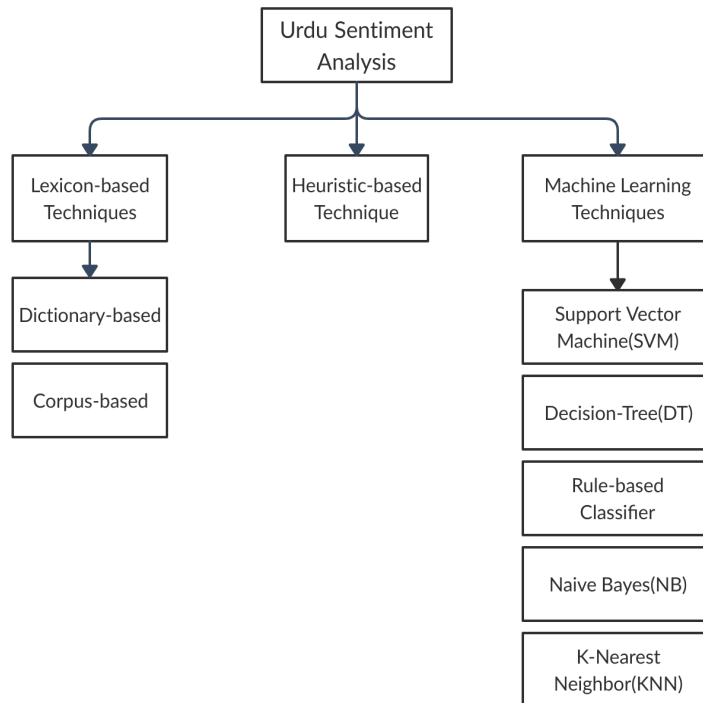 Urdu Sentiment
Analysis
Lexicon-based
Techniques
Heuristic-based
Technique
Machine Learning
Techniques
Dictionary-based
Corpus-based
Support Vector
Machine(SVM)
Decision-Tree(DT)
Rule-based
Classifier
Naive Bayes(NB)
K-Nearest
Neighbor(KNN)